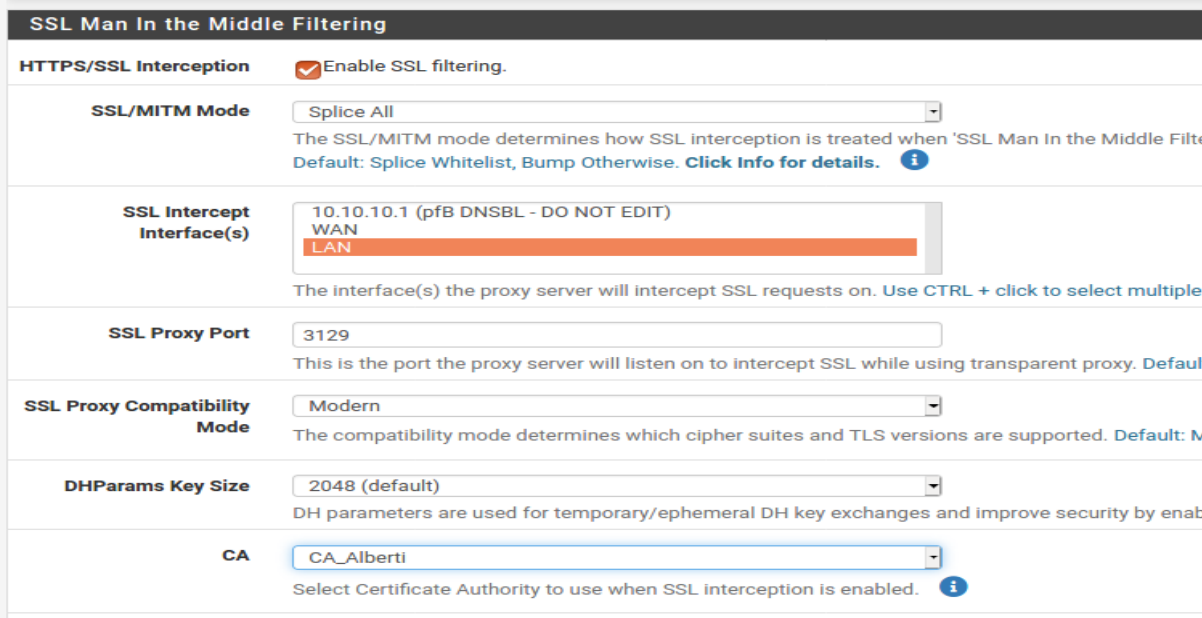 SSL Man In the Middle Filtering
HTTPS/SSL Interception
Enable SSL filtering.
SSL/MITM Mode
Splice All
The SSL/MITM mode determines how SSL interception is treated when 'SSL Man In the Middle Filte
Default: Splice Whitelist, Bump Otherwise. Click Info for details.
SSL Intercept
Interface(s)
10.10.10.1 (pfB DNSBL - DO NOT EDIT)
WAN
LAN
The interface(s) the proxy server will intercept SSL requests on. Use CTRL + click to select multiple
SSL Proxy Port
3129
This is the port the proxy server will listen on to intercept SSL while using transparent proxy. Defaul
SSL Proxy Compatibility
Mode
Modern
The compatibility mode determines which cipher suites and TLS versions are supported. Default: M
DHParams Key Size
2048 (default)
DH parameters are used for temporary/ephemeral DH key exchanges and improve security by enab
CA
CA_Alberti
Select Certificate Authority to use when SSL interception is enabled.